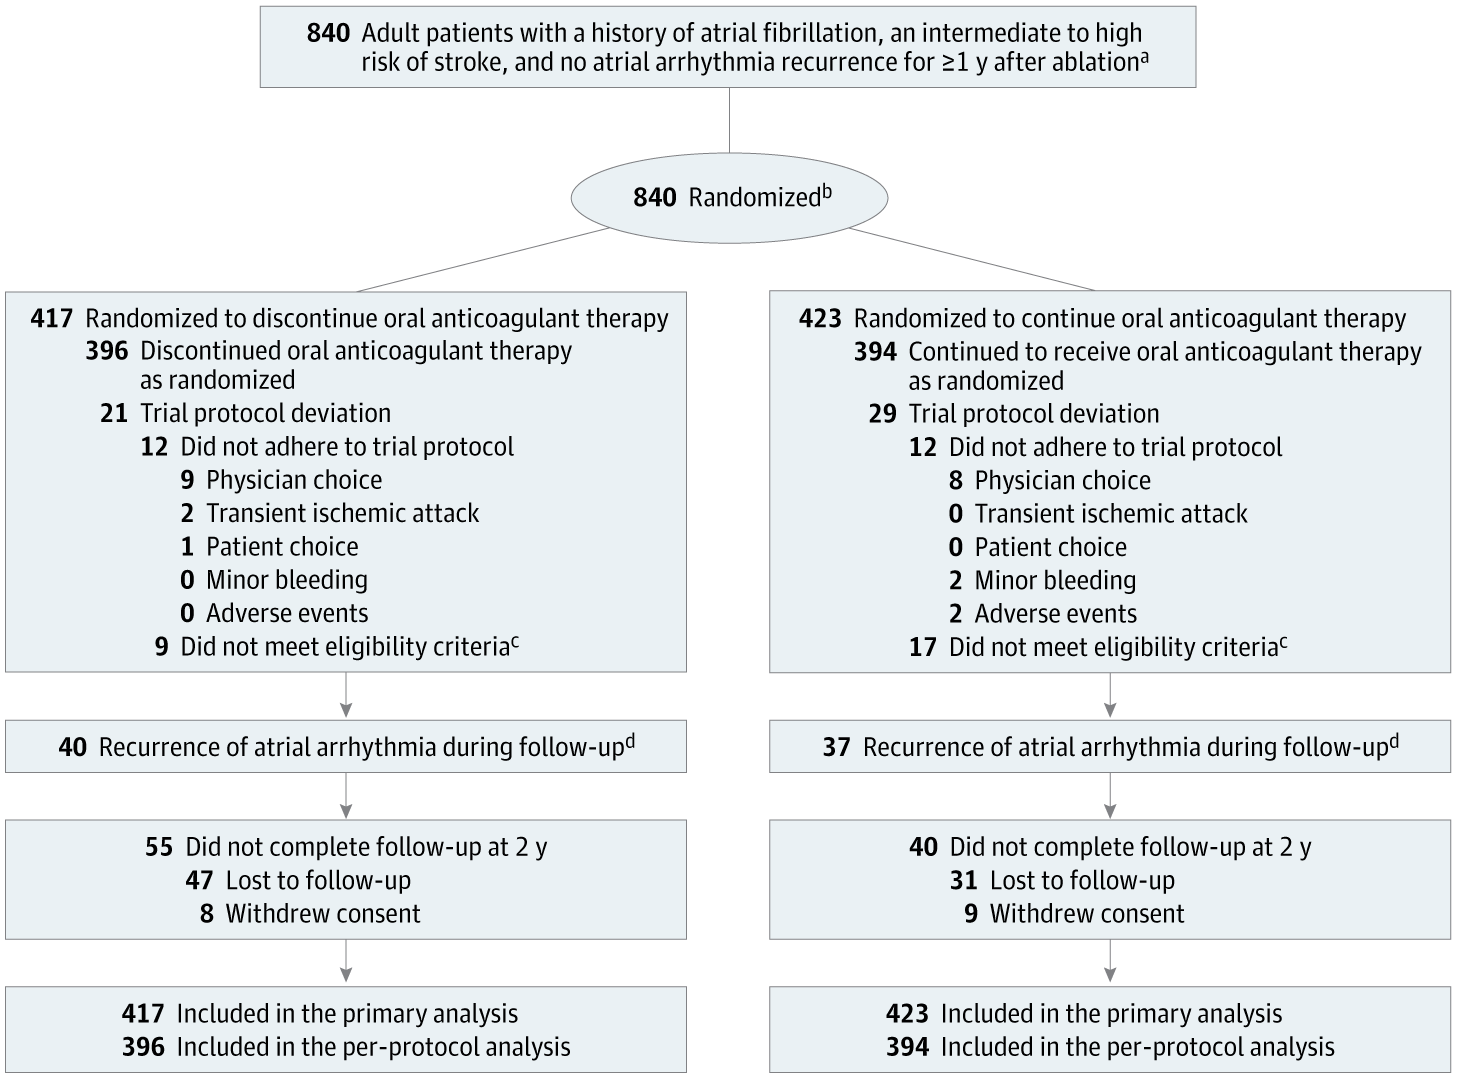 840 Adult patients with a history of atrial fibrillation, an intermediate to high
risk of stroke, and no atrial arrhythmia recurrence for ≥1 y after ablationa
840 Randomizedb
417 Randomized to discontinue oral anticoagulant therapy
396 Discontinued oral anticoagulant therapy
as randomized
21 Trial protocol deviation
12 Did not adhere to trial protocol
9 Physician choice
2 Transient ischemic attack
1 Patient choice
0 Minor bleeding
0 Adverse events
9 Did not meet eligibility criteriac
423 Randomized to continue oral anticoagulant therapy
394 Continued to receive oral anticoagulant therapy
as randomized
29 Trial protocol deviation
12 Did not adhere to trial protocol
8 Physician choice
0 Transient ischemic attack
0 Patient choice
2 Minor bleeding
2 Adverse events
17 Did not meet eligibility criteriac
40 Recurrence of atrial arrhythmia during follow-upd
37 Recurrence of atrial arrhythmia during follow-upd
55 Did not complete follow-up at 2 y
47 Lost to follow-up
8 Withdrew consent
40 Did not complete follow-up at 2 y
31 Lost to follow-up
9 Withdrew consent
417 Included in the primary analysis
396 Included in the per-protocol analysis
423 Included in the primary analysis
394 Included in the per-protocol analysis